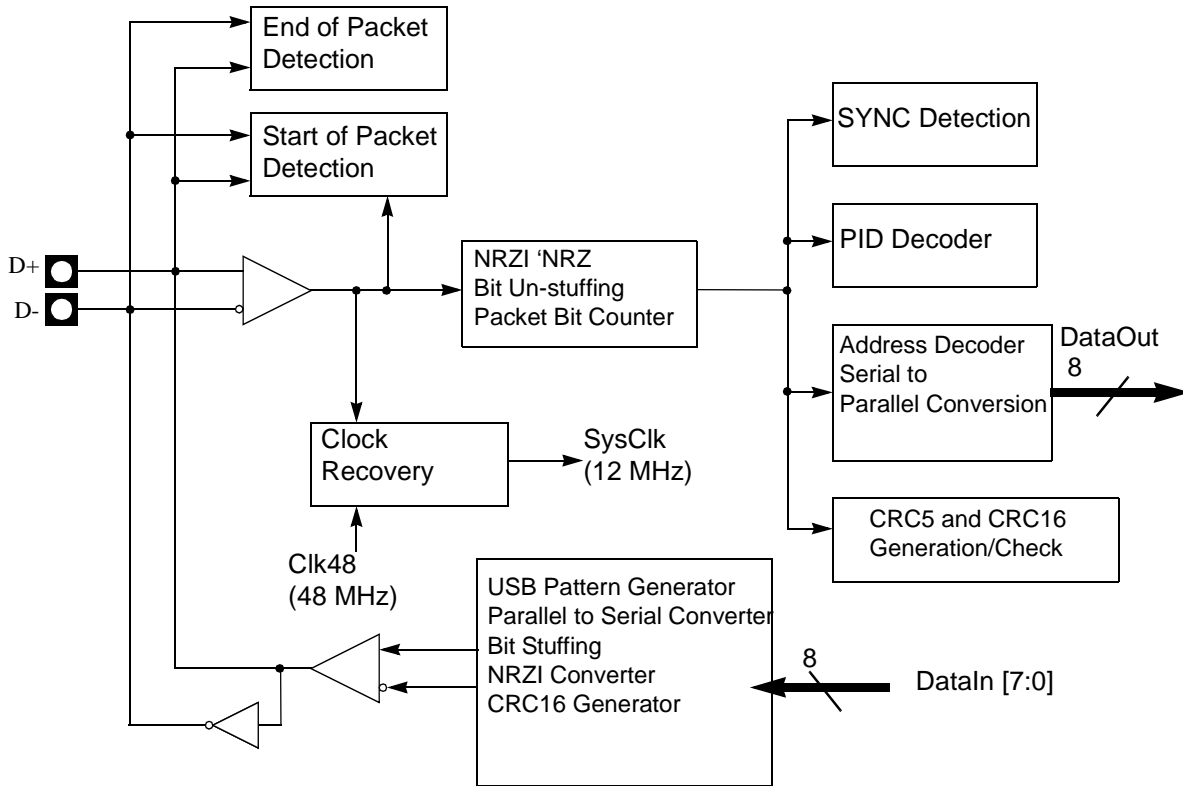 End of Packet
Detection
Start of Packet
Detection
SYNC Detection
PID Decoder
D+
D-
NRZI ‘NRZ
Bit Un-stuffing
Packet Bit Counter
Address Decoder
Serial to
Parallel Conversion
DataOut
8
Clock
Recovery
SysClk
(12 MHz)
Clk48
(48 MHz)
CRC5 and CRC16
Generation/Check
USB Pattern Generator
Parallel to Serial Converter
Bit Stuffing
NRZI Converter
CRC16 Generator
8
DataIn [7:0]